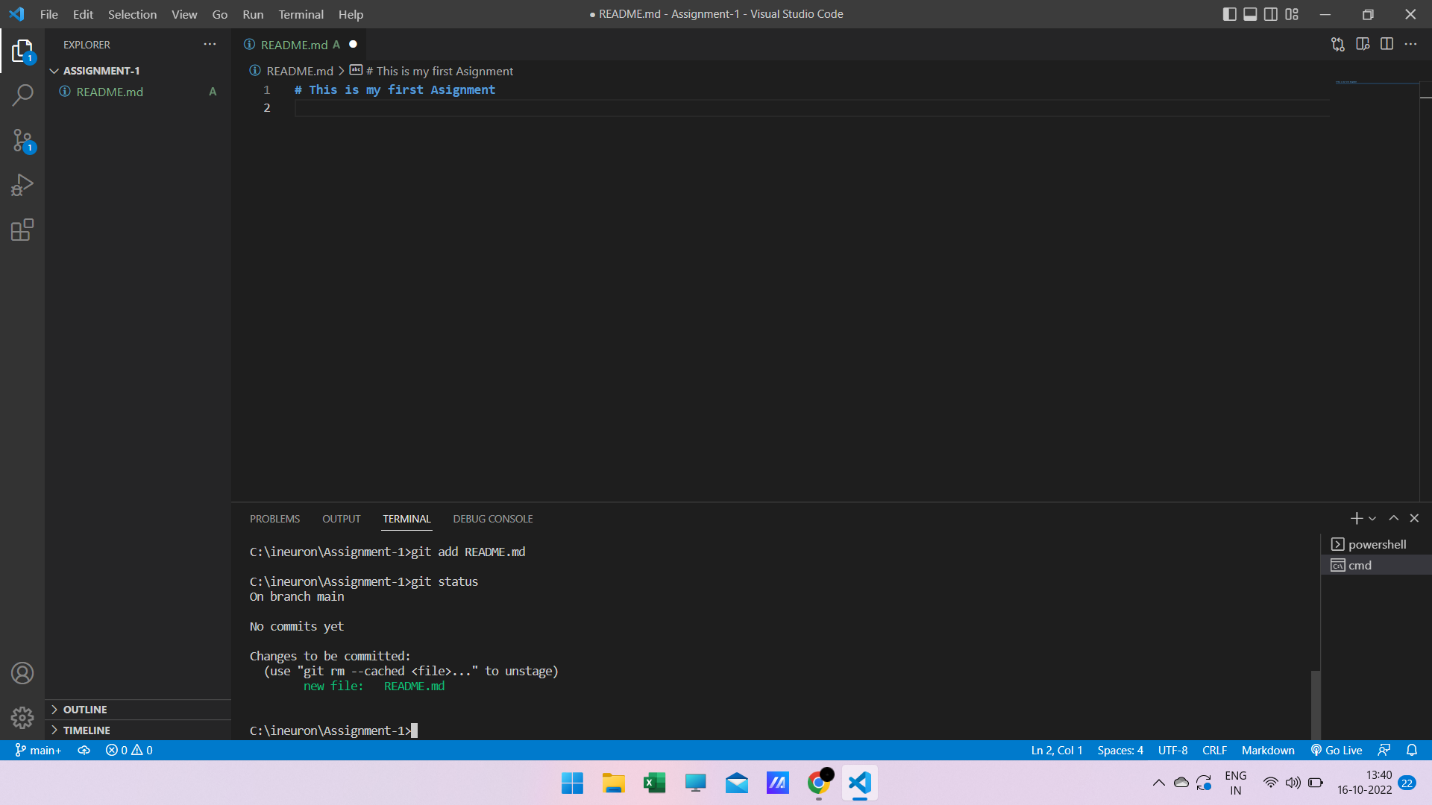 File Edit Selection View Go Run Terminal Help
● README.md - Assignment-1 - Visual Studio Code
EXPLORER
ASSIGNMENT-1
README.md A
README.md A
README.md > # This is my first Asignment
1 # This is my first Asignment
2
1
1
OUTLINE
TIMELINE
PROBLEMS OUTPUT TERMINAL DEBUG CONSOLE
C:\ineuron\Assignment-1>git add README.md
C:\ineuron\Assignment-1>git status
On branch main
No commits yet
Changes to be committed:
(use "git rm --cached <file>..." to unstage)
new file: README.md
C:\ineuron\Assignment-1>
powershell
cmd
main+ 0 0 Ln 2, Col 1 Spaces: 4 UTF-8 CRLF Markdown Go Live
ENG
IN
13:40
16-10-2022
22